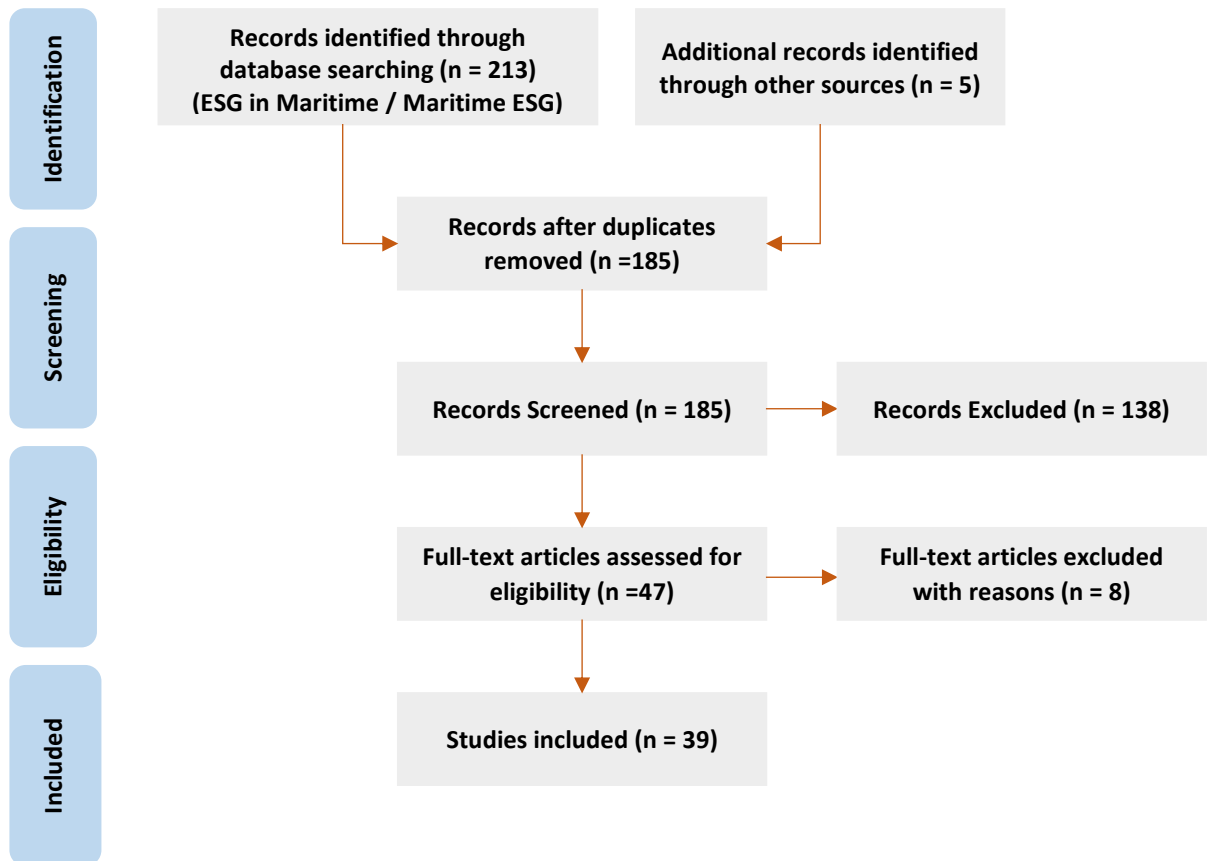 Identification
Records identified through
database searching (n = 213)
(ESG in Maritime / Maritime ESG)
Additional records identified
through other sources (n = 5)
Screening
Records after duplicates
removed (n =185)
Records Screened (n = 185)
Records Excluded (n = 138)
Eligibility
Full-text articles assessed for
eligibility (n =47)
Full-text articles excluded
with reasons (n = 8)
Included
Studies included (n = 39)